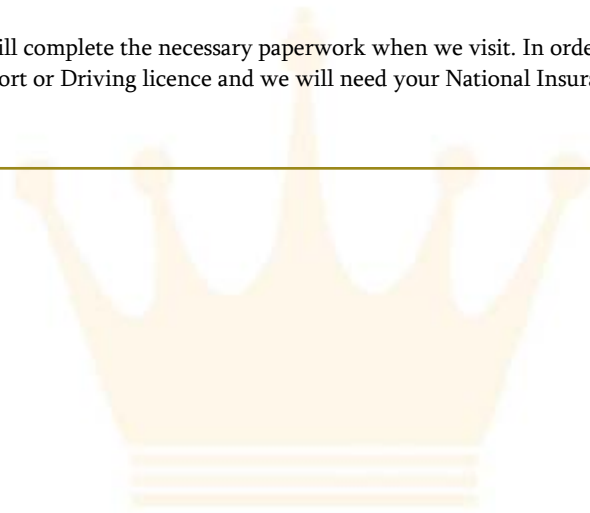 ill complete the necessary paperwork when we visit. In orde
ort or Driving licence and we will need your National Insura